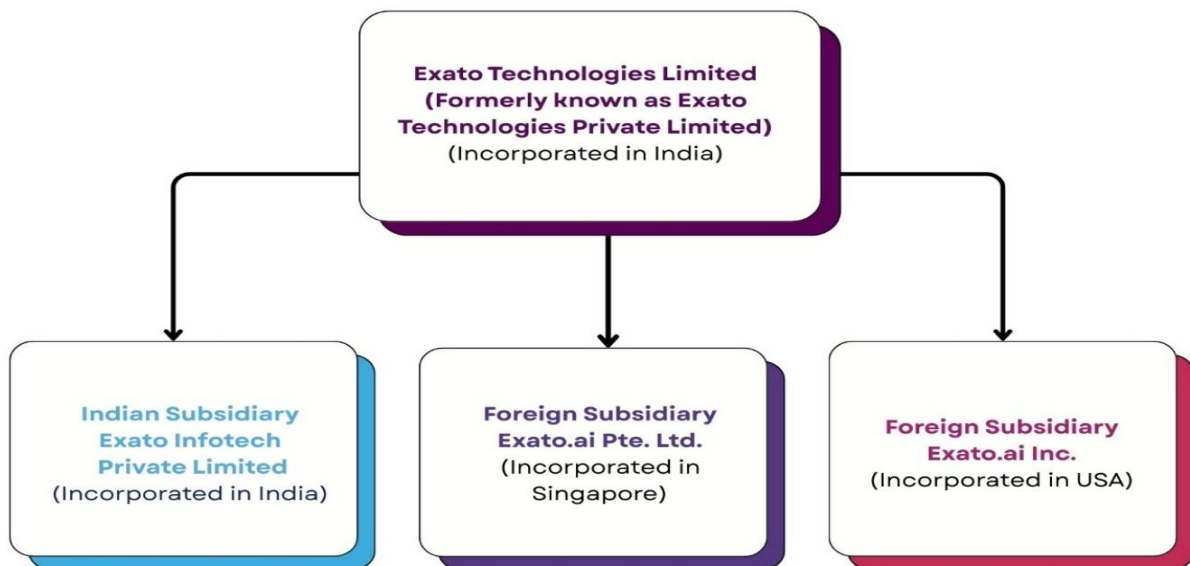 Exato Technologies Limited
(Formerly known as Exato
Technologies Private Limited)
(Incorporated in India)
Indian Subsidiary
Exato Infotech
Private Limited
(Incorporated in India)
Foreign Subsidiary
Exato.ai Pte. Ltd.
(Incorporated in
Singapore)
Foreign Subsidiary
Exato.ai Inc.
(Incorporated in USA)